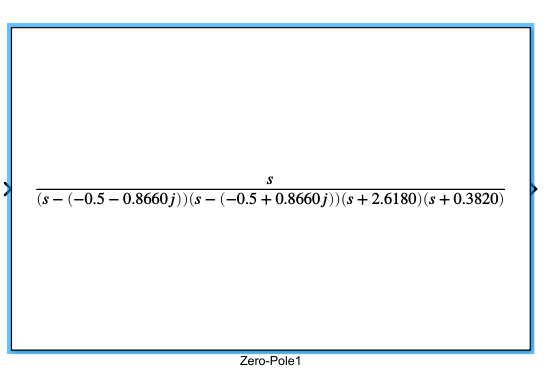 s
(s − (−0.5 − 0.8660j))(s − (−0.5 + 0.8660j))(s + 2.6180)(s + 0.3820)
Zero-Pole1